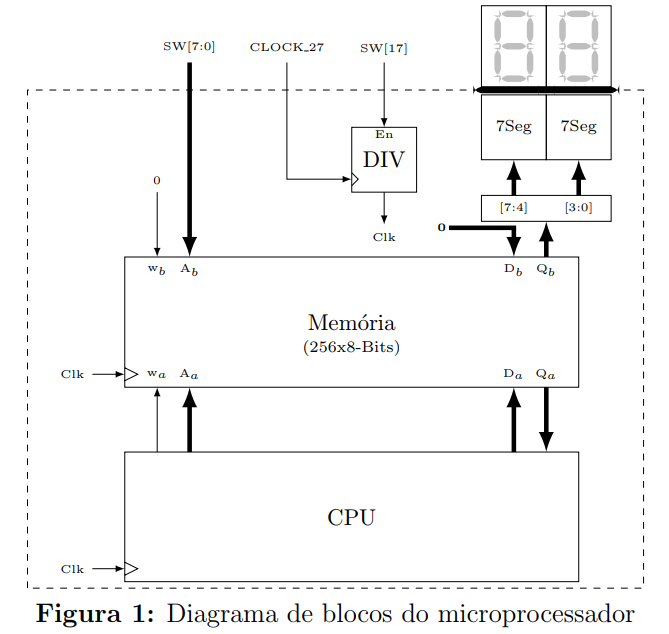 SW[7:0] CLOCK_27 SW[17]
En
7Seg 7Seg
DIV
0
[7:4] [3:0]
0
Clk
w_b A_b D_b Q_b
Memória
(256x8-Bits)
Clk w_a A_a D_a Q_a
CPU
Clk
Figura 1: Diagrama de blocos do microprocessador